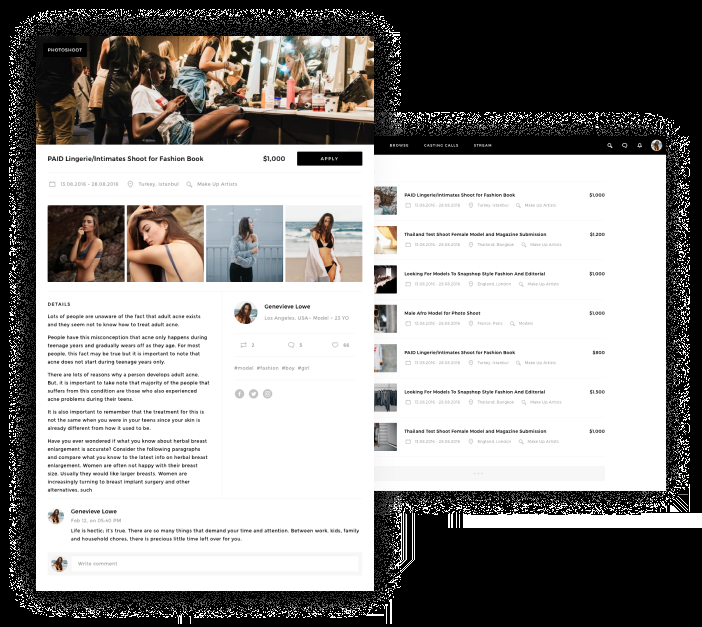 PHOTOSHOOT
PAID Lingerie/Intimates Shoot for Fashion Book
$1,000
APPLY
13.08.2016 - 28.08.2016
Turkey, Istanbul
Make Up Artists
DETAILS
Lots of people are unaware of the fact that adult acne exists
and they seem not to know how to treat adult acne.
People have this misconception that acne only happens during
teenage years and gradually wears off as they age. For most
people, this fact may be true but it is important to note that
acne does not start during teenage years only.
There are lots of reasons why a person develops adult acne.
But, it is important to take note that majority of the people that
suffers from this condition are those who also experienced
acne problems during their teens.
It is also important to remember that the treatment for this is
not the same when you were in your teens since your skin is
already different from how it used to be.
Have you ever wondered if what you know about herbal breast
enlargement is accurate? Consider the following paragraphs
and compare what you know to the latest info on herbal breast
enlargement. Women are often not happy with their breast
size. Usually they would like larger breasts. Women are
increasingly turning to breast implant surgery and other
alternatives, such
Genevieve Lowe
Los Angeles, USA • Model • 23 YO
2
5
68
#model #fashion #boy #girl
Genevieve Lowe
Feb 12, on 05:40 PM
Life is hectic; it's true. There are so many things that demand your time and attention. Between work, kids, family
and household chores, there is precious little time left over for you.
Write comment
BROWSE
CASTING CALLS
STREAM
PAID Lingerie/Intimates Shoot for Fashion Book
$1,000
13.08.2016 - 28.08.2016
Turkey, Istanbul
Make Up Artists
Thailand Test Shoot Female Model and Magazine Submission
$1,200
13.08.2016 - 28.08.2016
Thailand, Bangkok
Make Up Artists
Looking For Models To Snapshop Style Fashion And Editorial
$1,000
13.08.2016 - 28.08.2016
England, London
Make Up Artists
Male Afro Model for Photo Shoot
$1,000
13.08.2016 - 28.08.2016
France, Paris
Models
PAID Lingerie/Intimates Shoot for Fashion Book
$800
13.08.2016 - 28.08.2016
Turkey, Istanbul
Make Up Artists
Looking For Models To Snapshop Style Fashion And Editorial
$1,500
13.08.2016 - 28.08.2016
Thailand, Bangkok
Make Up Artists
Thailand Test Shoot Female Model and Magazine Submission
$1,000
13.08.2016 - 28.08.2016
England, London
Make Up Artists